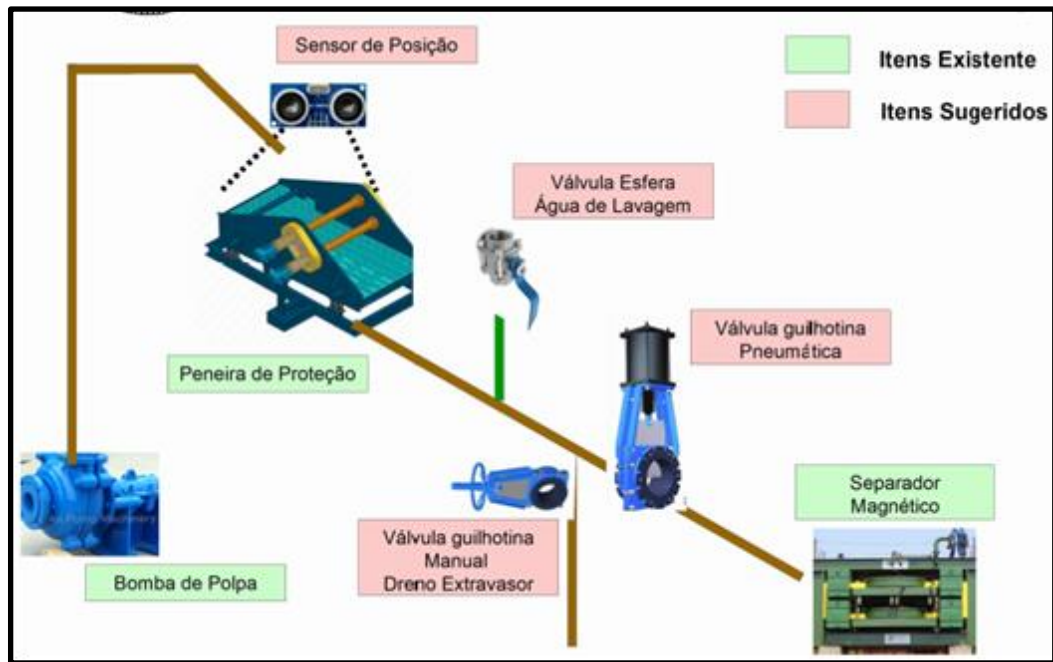 Sensor de Posição
Itens Existente
Itens Sugeridos
Válvula Esfera
Água de Lavagem
Válvula guilhotina
Pneumática
Peneira de Proteção
Separador
Magnético
Válvula guilhotina
Manual
Dreno Extravasor
Bomba de Polpa